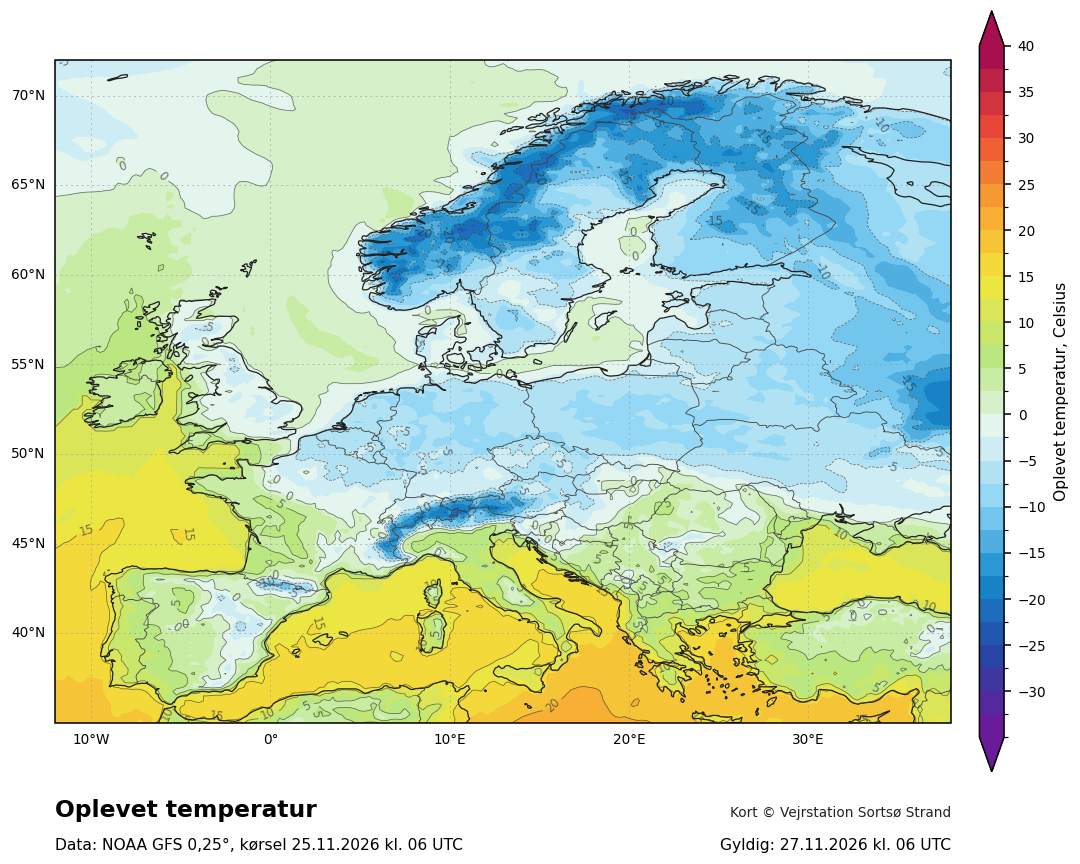 40
35
30
25
20
15
10
5
0
−5
−10
−15
−20
−25
−30
Oplevet temperatur, Celsius
70°N
65°N
60°N
55°N
50°N
45°N
40°N
10°W
0°
10°E
20°E
30°E
Oplevet temperatur
Kort © Vejrstation Sortsø Strand
Data: NOAA GFS 0,25°, kørsel 25.11.2026 kl. 06 UTC
Gyldig: 27.11.2026 kl. 06 UTC